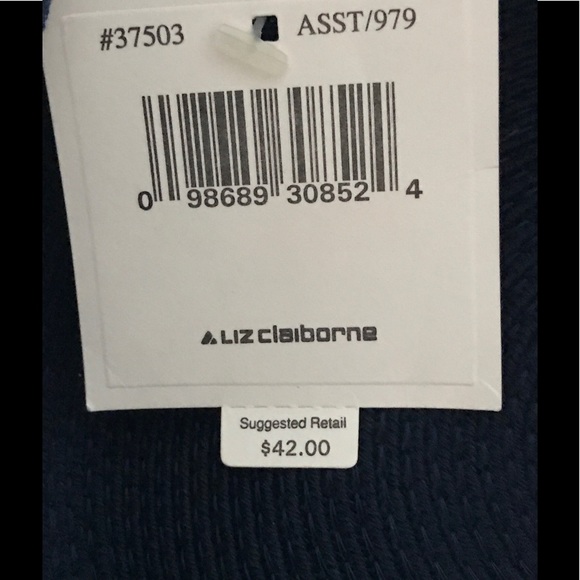 #37503 ASST/979
0 98689 30852 4
LIZ claiborne
Suggested Retail
$42.00